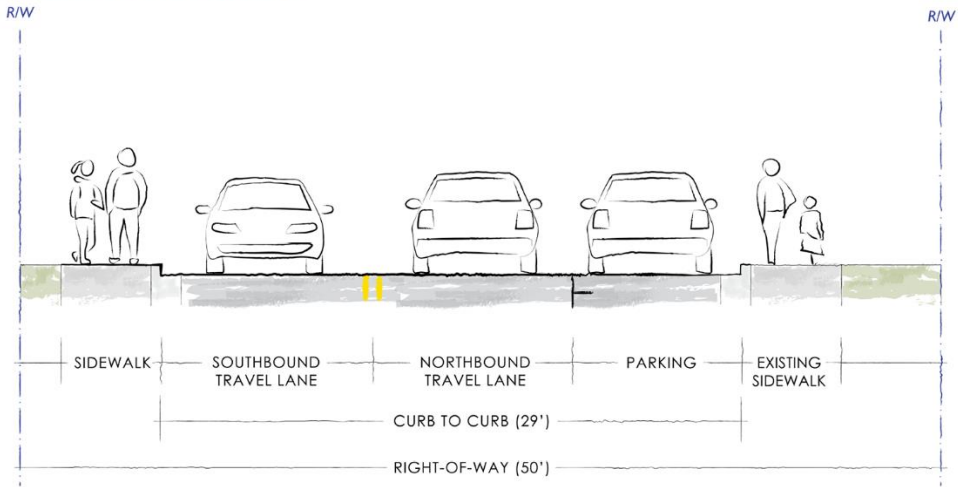 R/W
R/W
SIDEWALK
SOUTHBOUND
TRAVEL LANE
NORTHBOUND
TRAVEL LANE
PARKING
EXISTING
SIDEWALK
CURB TO CURB (29')
RIGHT-OF-WAY (50')